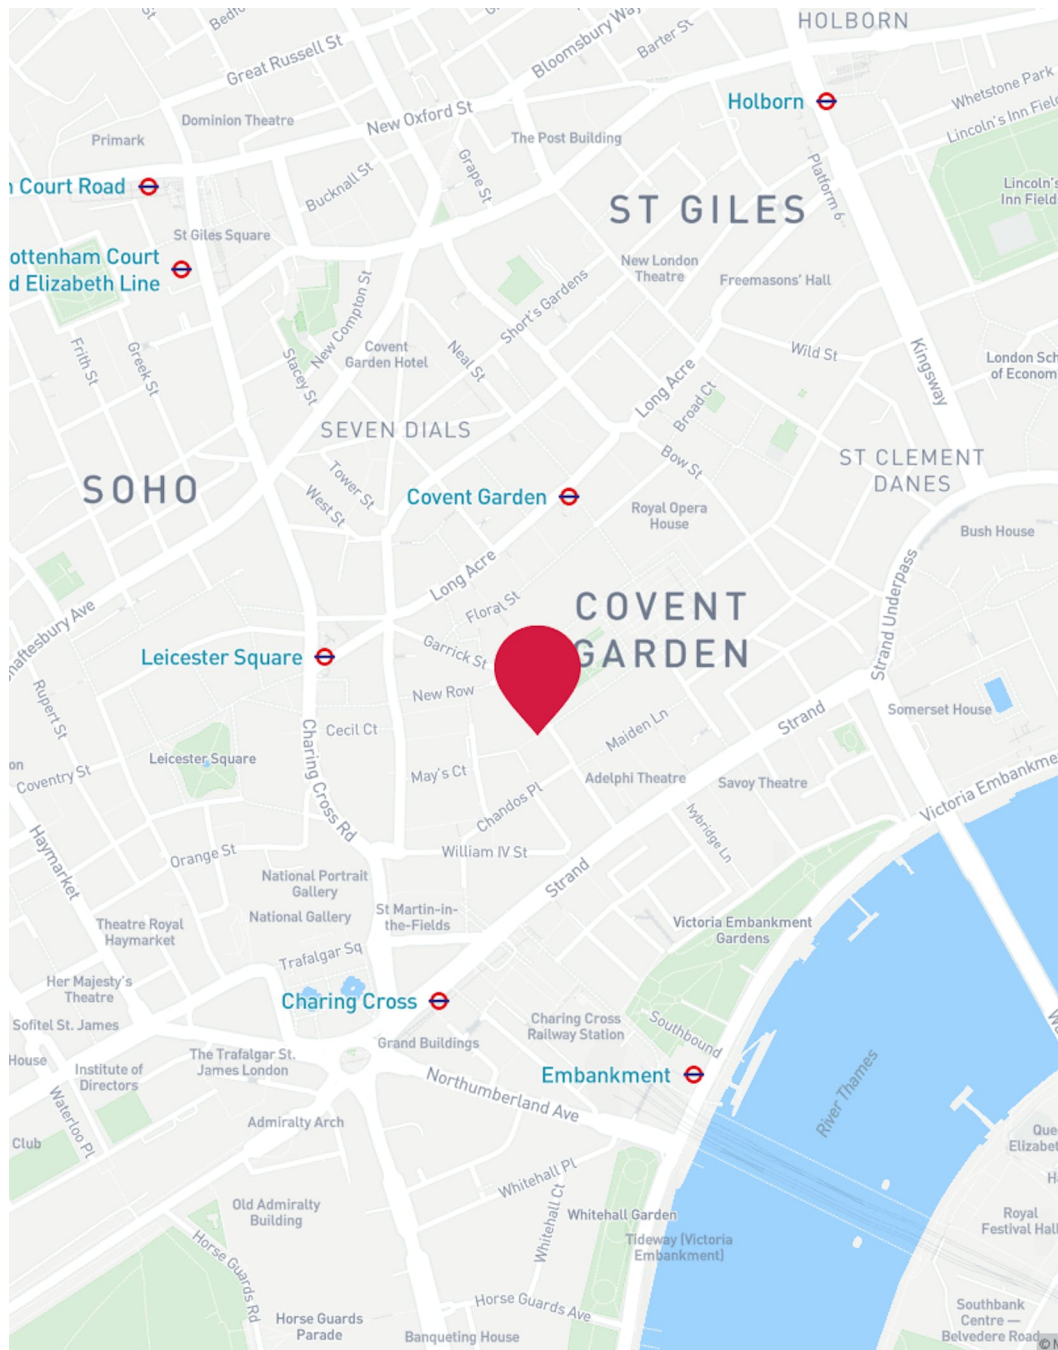 HOLBORN
Bloomsbury Way
Barter St
Great Russell St
Whetstone Park
Holborn
Lincoln's Inn Field
New Oxford St
Dominion Theatre
Primark
The Post Building
Grape St
Platform 6
Bucknall St
n Court Road
Lincoln's
Inn Field
ST GILES
St Giles Square
ottenham Court
d Elizabeth Line
New London
Theatre
Freemasons' Hall
Short's Gardens
New Compton St
Covent
Garden Hotel
Neal St
Stacey St
Frith St
Greek St
Wild St
Kingsway
London Sch
of Econom
Long Acre
Broad Ct
SEVEN DIALS
Bow St
ST CLEMENT
DANES
SOHO
Tower St
West St
Covent Garden
Royal Opera
House
Bush House
Long Acre
Floral St
COVENT
GARDEN
Strand Underpass
haftesbury Ave
Garrick St
Leicester Square
New Row
Rupert St
Cecil Ct
Maiden Ln
Strand
Somerset House
Leicester Square
Charing Cross Rd
on
Coventry St
May's Ct
Adelphi Theatre
Savoy Theatre
Victoria Embankme
Chandos Pl
Ivybridge Ln
Haymarket
Orange St
William IV St
Strand
National Portrait
Gallery
National Gallery
St Martin-in-
the-Fields
Theatre Royal
Haymarket
Victoria Embankment
Gardens
Trafalgar Sq
Her Majesty's
Theatre
Charing Cross
Sofitel St. James
Charing Cross
Railway Station
Southbound
Grand Buildings
House
Institute of
Directors
The Trafalgar St.
James London
Embankment
River Thames
Northumberland Ave
Waterloo Pl
Admiralty Arch
Club
Que
Elizabet
Whitehall Pl
Old Admiralty
Building
Whitehall Ct
Whitehall Garden
Royal
Festival Hall
Tideway (Victoria
Embankment)
Horse Guards Rd
Horse Guards Ave
Horse Guards
Parade
Banqueting House
Southbank
Centre —
Belvedere Road